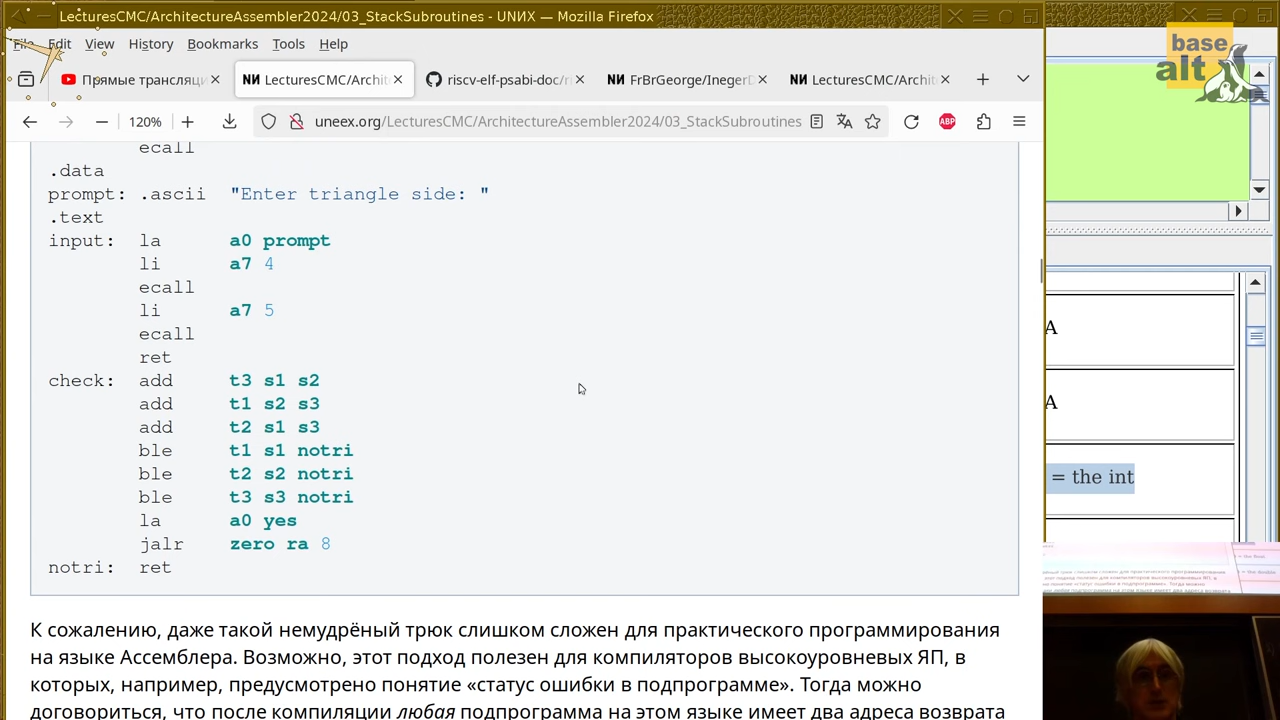 LecturesCMC/ArchitectureAssembler2024/03_StackSubroutines - UNИX — Mozilla Firefox
File Edit View History Bookmarks Tools Help
Прямые трансляц
LecturesCMC/Archit
riscv-elf-psabi-doc/ri
FrBrGeorge/InegerD
LecturesCMC/Archit
120%
uneex.org/LecturesCMC/ArchitectureAssembler2024/03_StackSubroutines
ABP
base
alt
ecall
.data
prompt: .ascii "Enter triangle side: "
.text
input: la a0 prompt
li a7 4
ecall
li a7 5
ecall
ret
check: add t3 s1 s2
add t1 s2 s3
add t2 s1 s3
ble t1 s1 notri
ble t2 s2 notri
ble t3 s3 notri
la a0 yes
jalr zero ra 8
notri: ret
К сожалению, даже такой немудрёный трюк слишком сложен для практического программирования
на языке Ассемблера. Возможно, этот подход полезен для компиляторов высокоуровневых ЯП, в
которых, например, предусмотрено понятие «статус ошибки в подпрограмме». Тогда можно
договориться, что после компиляции любая подпрограмма на этом языке имеет два адреса возврата
A
A
= the int